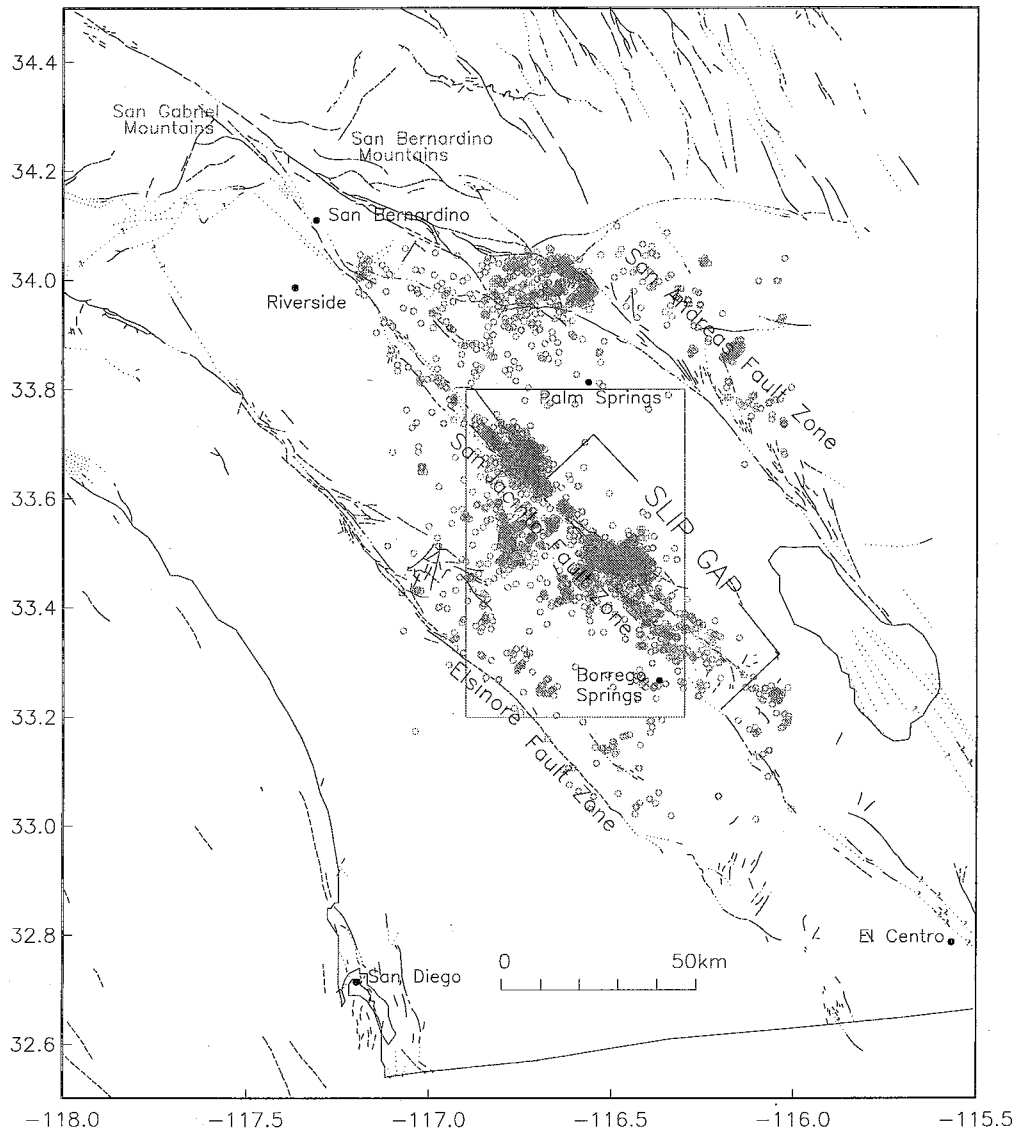 34.4
San Gabriel
Mountains
San Bernardino
Mountains
34.2
San Bernardino
34.0
Riverside
San Andreas Fault Zone
33.8
Palm Springs
San Jacinto Fault Zone
33.6
SLIP GAP
33.4
Borrego
Springs
Elsinore Fault Zone
33.2
33.0
32.8
El Centro
0 50km
San Diego
32.6
-118.0 -117.5 -117.0 -116.5 -116.0 -115.5